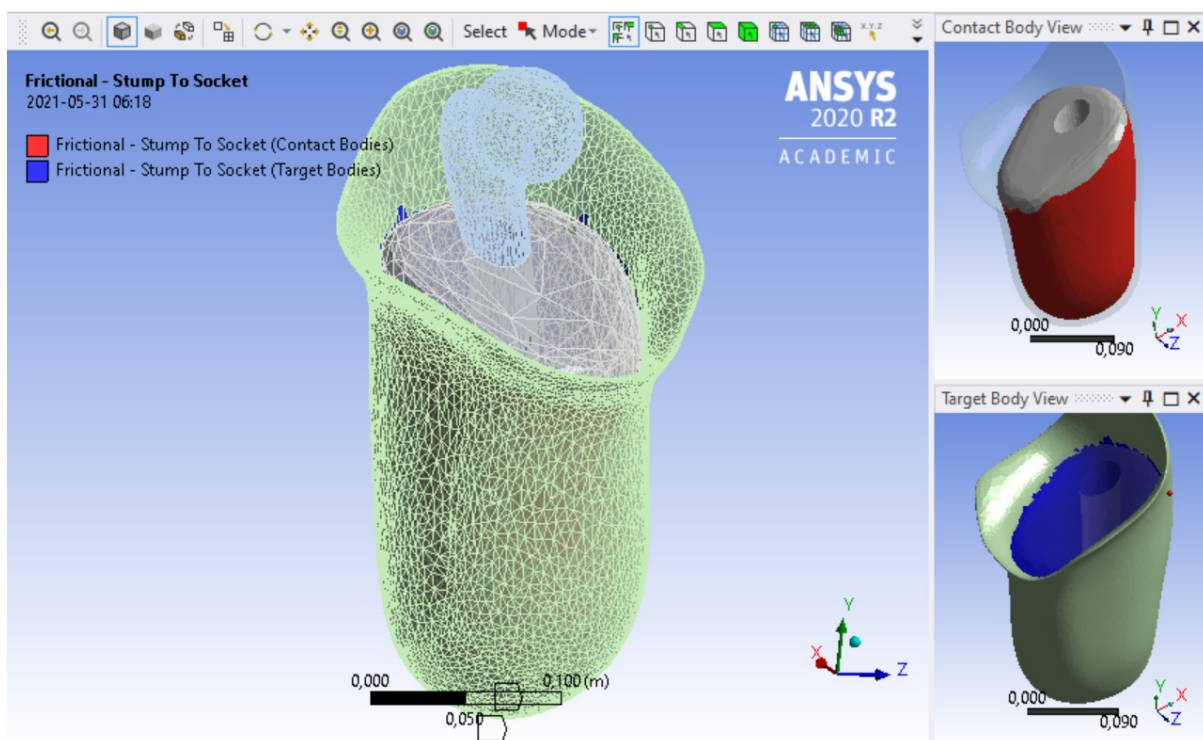 Select Mode
X Y Z
Contact Body View
Frictional - Stump To Socket
2021-05-31 06:18
Frictional - Stump To Socket (Contact Bodies)
Frictional - Stump To Socket (Target Bodies)
ANSYS
2020 R2
ACADEMIC
0,000
0,090
Y
X
Z
Target Body View
0,000
0,090
Y
X
Z
Y
X
Z
0,000
0,100 (m)
0,050